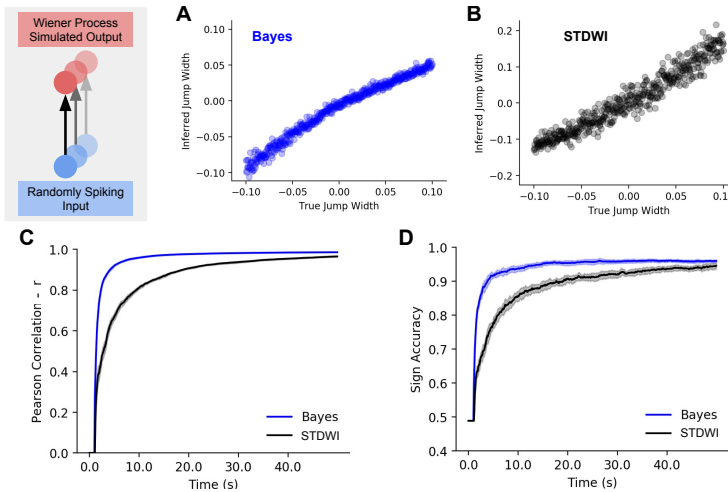 Wiener Process
Simulated Output
Randomly Spiking
Input
A
Bayes
Inferred Jump Width
0.10
0.05
0.00
−0.05
−0.10
−0.10
−0.05
0.00
0.05
0.10
True Jump Width
B
STDWI
Inferred Jump Width
0.2
0.1
0.0
−0.1
−0.2
−0.10
−0.05
0.00
0.05
0.10
True Jump Width
C
Pearson Correlation - r
1.0
0.8
0.6
0.4
0.2
0.0
0.0
10.0
20.0
30.0
40.0
Time (s)
Bayes
STDWI
D
Sign Accuracy
1.0
0.9
0.8
0.7
0.6
0.5
0.4
0.0
10.0
20.0
30.0
40.0
Time (s)
Bayes
STDWI